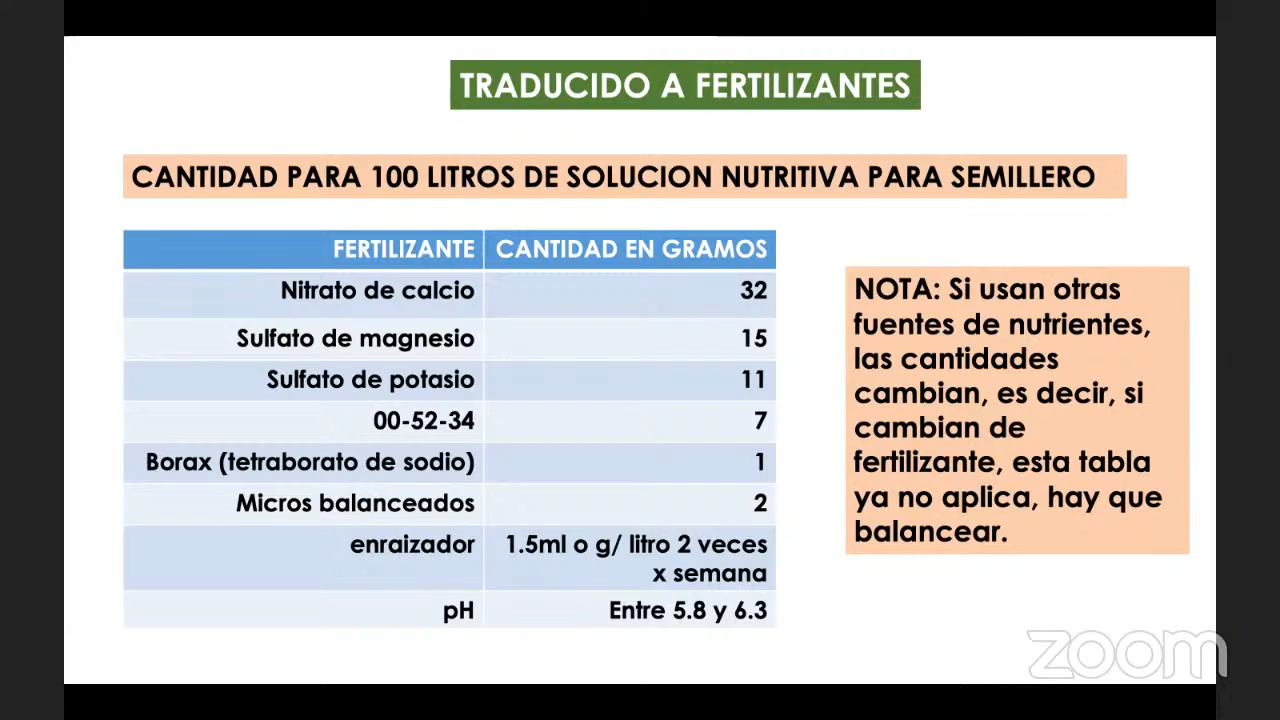 TRADUCIDO A FERTILIZANTES
CANTIDAD PARA 100 LITROS DE SOLUCION NUTRITIVA PARA SEMILLERO
FERTILIZANTE CANTIDAD EN GRAMOS
Nitrato de calcio 32
Sulfato de magnesio 15
Sulfato de potasio 11
00-52-34 7
Borax (tetraborato de sodio) 1
Micros balanceados 2
enraizador 1.5ml o g/ litro 2 veces
x semana
pH Entre 5.8 y 6.3
NOTA: Si usan otras
fuentes de nutrientes,
las cantidades
cambian, es decir, si
cambian de
fertilizante, esta tabla
ya no aplica, hay que
balancear.
zoom